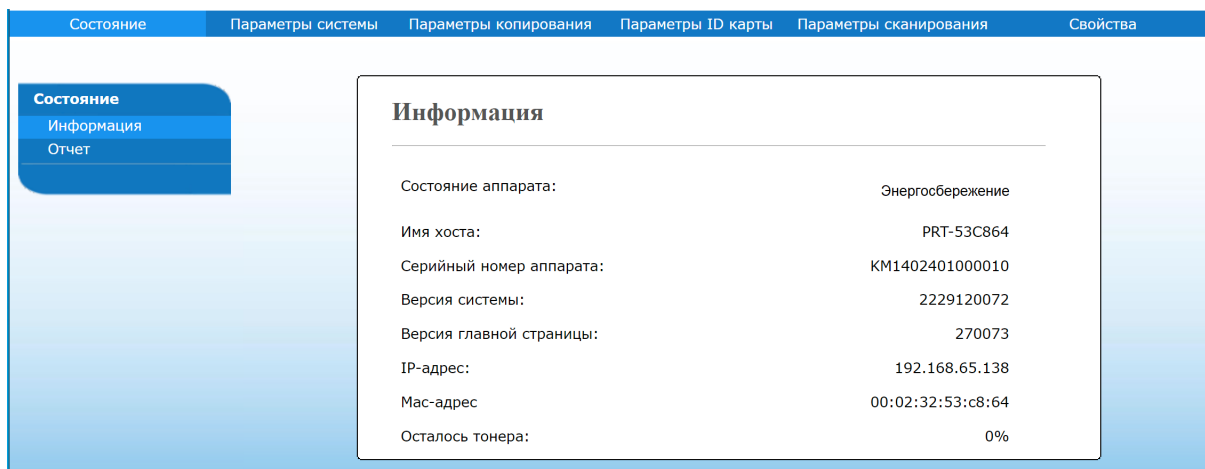 Состояние Параметры системы Параметры копирования Параметры ID карты Параметры сканирования Свойства
Состояние
Информация
Отчет
Информация
Состояние аппарата: Энергосбережение
Имя хоста: PRT-53C864
Серийный номер аппарата: KM1402401000010
Версия системы: 2229120072
Версия главной страницы: 270073
IP-адрес: 192.168.65.138
Мас-адрес 00:02:32:53:c8:64
Осталось тонера: 0%